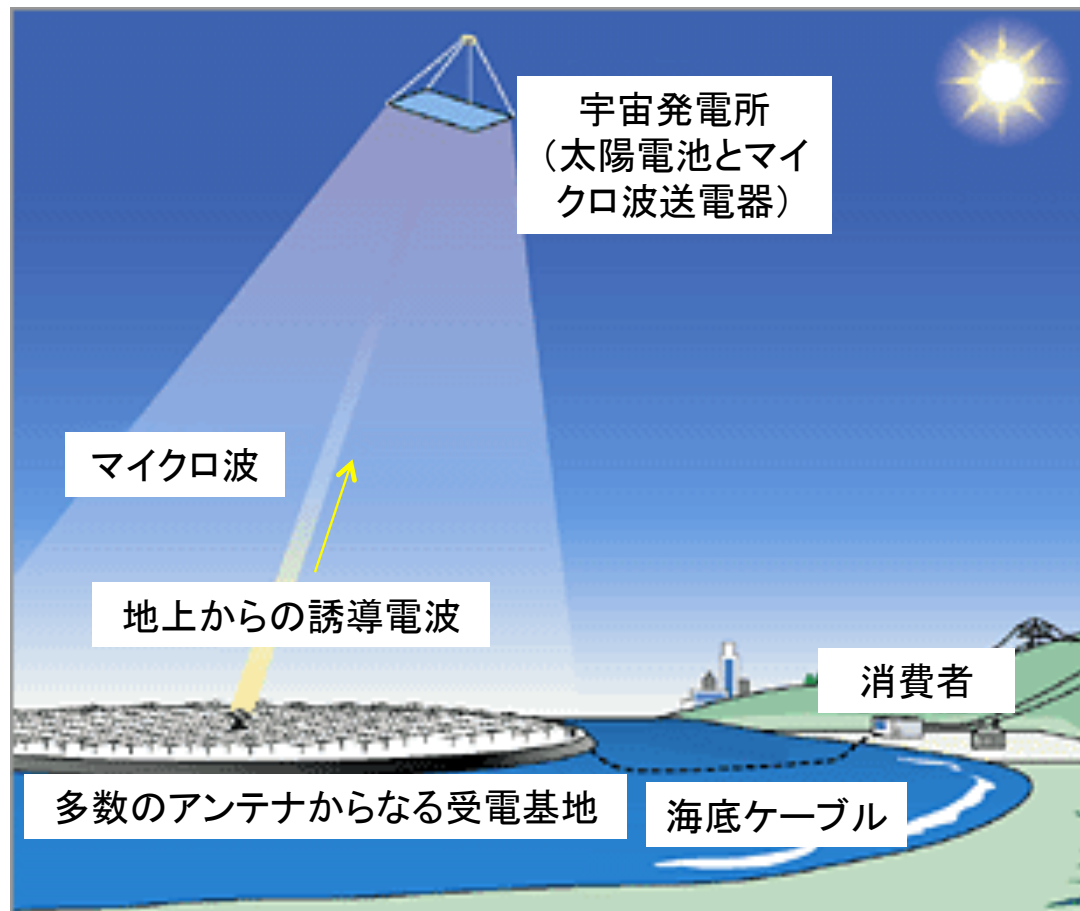 宇宙発電所
（太陽電池とマイ
クロ波送電器）
マイクロ波
地上からの誘導電波
消費者
多数のアンテナからなる受電基地
海底ケーブル